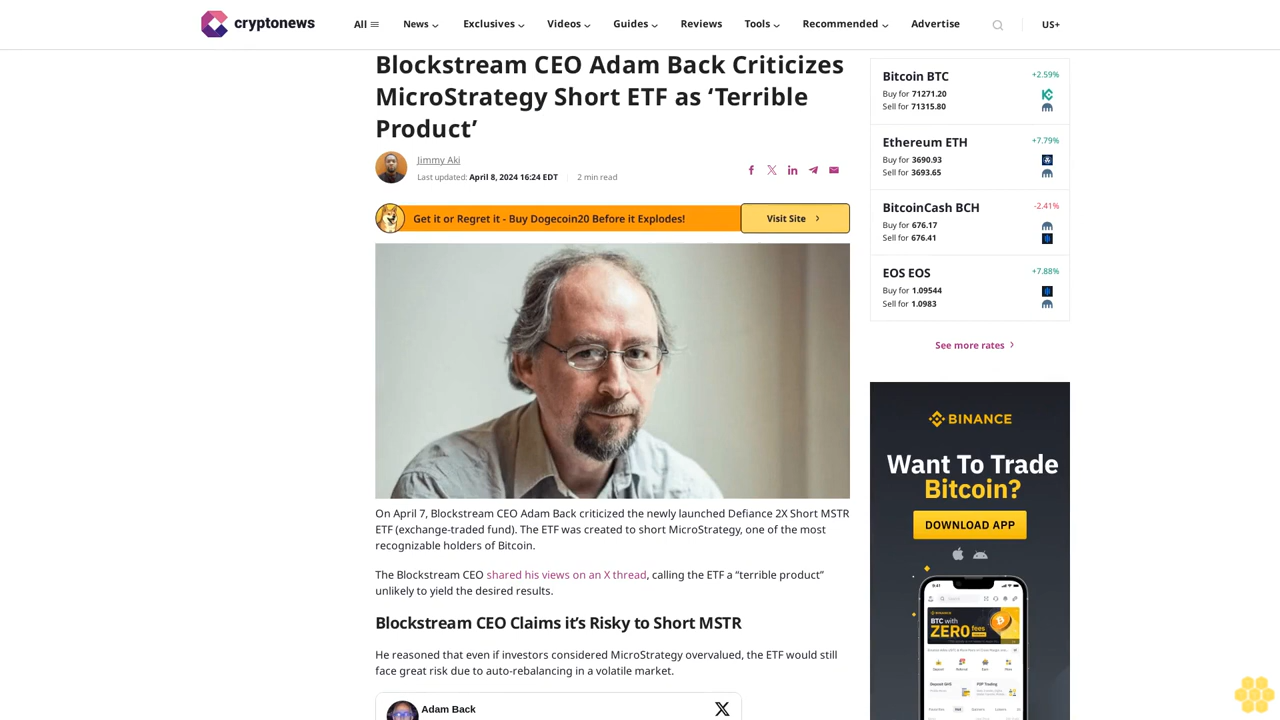 cryptonews
All
News
Exclusives
Videos
Guides
Reviews
Tools
Recommended
Advertise
US+
Blockstream CEO Adam Back Criticizes
MicroStrategy Short ETF as ‘Terrible
Product’
Jimmy Aki
Last updated: April 8, 2024 16:24 EDT
2 min read
Get it or Regret it - Buy Dogecoin20 Before it Explodes!
Visit Site
On April 7, Blockstream CEO Adam Back criticized the newly launched Defiance 2X Short MSTR
ETF (exchange-traded fund). The ETF was created to short MicroStrategy, one of the most
recognizable holders of Bitcoin.
The Blockstream CEO shared his views on an X thread, calling the ETF a “terrible product”
unlikely to yield the desired results.
Blockstream CEO Claims it’s Risky to Short MSTR
He reasoned that even if investors considered MicroStrategy overvalued, the ETF would still
face great risk due to auto-rebalancing in a volatile market.
Adam Back
Bitcoin BTC
+2.59%
Buy for 71271.20
Sell for 71315.80
Ethereum ETH
+7.79%
Buy for 3690.93
Sell for 3693.65
BitcoinCash BCH
-2.41%
Buy for 676.17
Sell for 676.41
EOS EOS
+7.88%
Buy for 1.09544
Sell for 1.0983
See more rates
BINANCE
Want To Trade
Bitcoin?
DOWNLOAD APP
9:41
BINANCE
BTC with
ZERO fees